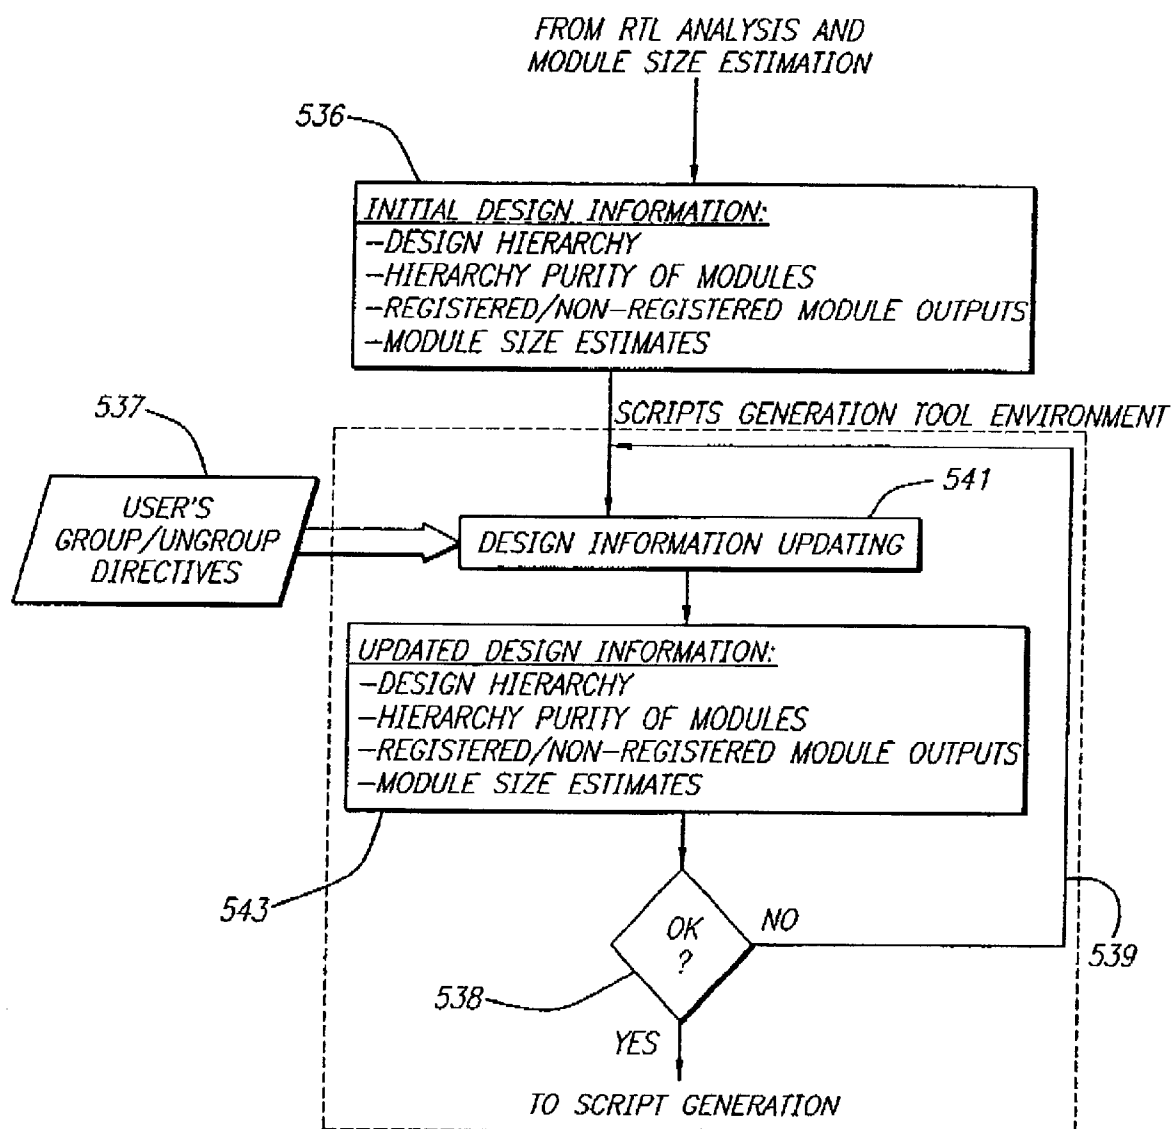 FROM RTL ANALYSIS AND
MODULE SIZE ESTIMATION
536
INITIAL DESIGN INFORMATION:
-DESIGN HIERARCHY
-HIERARCHY PURITY OF MODULES
-REGISTERED/NON-REGISTERED MODULE OUTPUTS
-MODULE SIZE ESTIMATES
537
SCRIPTS GENERATION TOOL ENVIRONMENT
541
USER'S
GROUP/UNGROUP
DIRECTIVES
DESIGN INFORMATION UPDATING
UPDATED DESIGN INFORMATION:
-DESIGN HIERARCHY
-HIERARCHY PURITY OF MODULES
-REGISTERED/NON-REGISTERED MODULE OUTPUTS
-MODULE SIZE ESTIMATES
543
OK
?
NO
539
538
YES
TO SCRIPT GENERATION